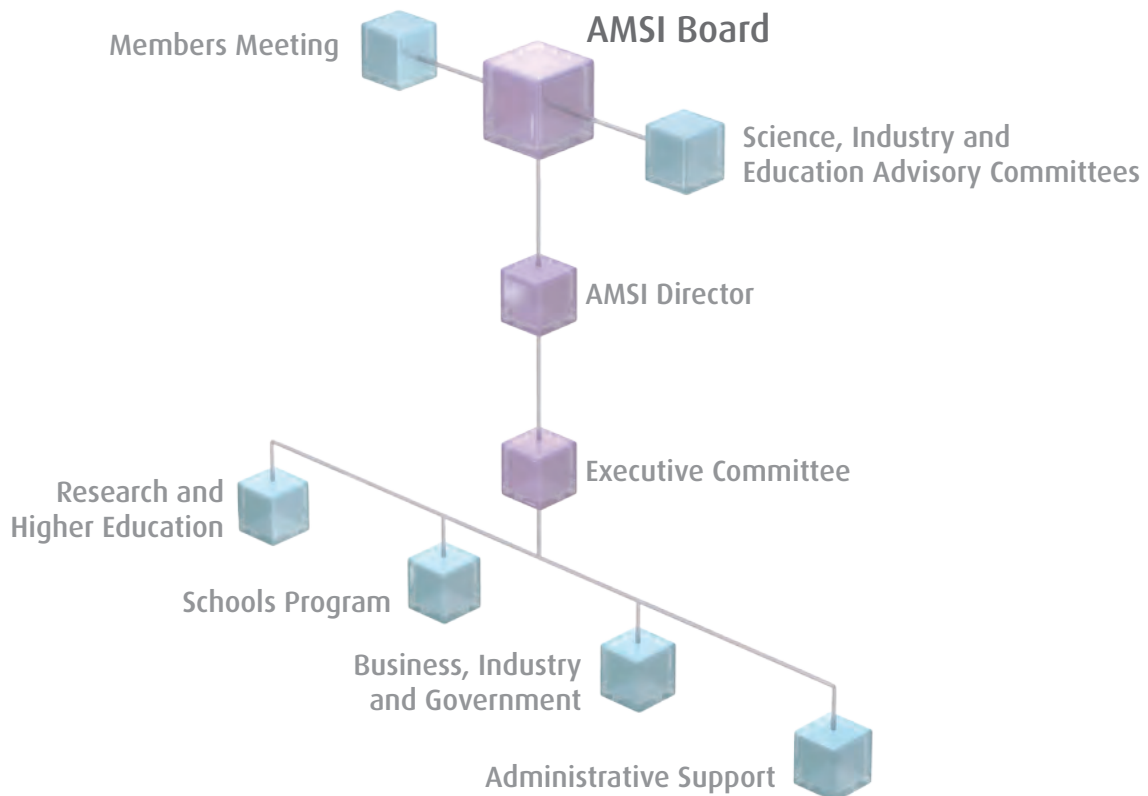 AMSI Board
Members Meeting
Science, Industry and
Education Advisory Committees
AMSI Director
Executive Committee
Research and
Higher Education
Schools Program
Business, Industry
and Government
Administrative Support